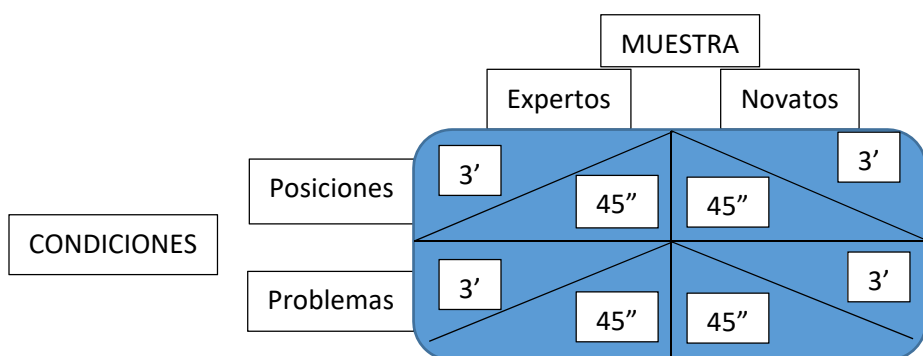 MUESTRA
Expertos
Novatos
Posiciones
3’
45”
45”
3’
CONDICIONES
Problemas
3’
45”
45”
3’